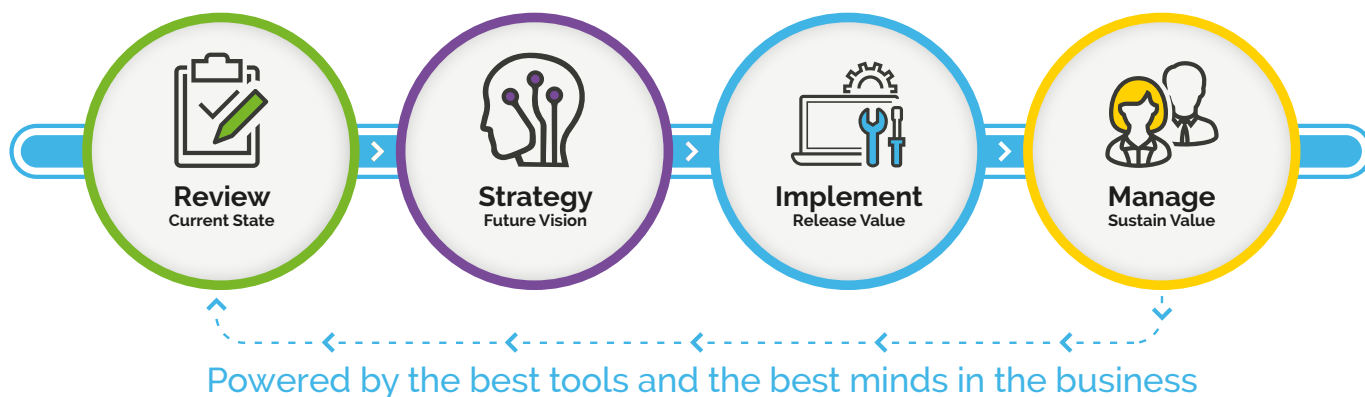 Review
Current State
Strategy
Future Vision
Implement
Release Value
Manage
Sustain Value
Powered by the best tools and the best minds in the business